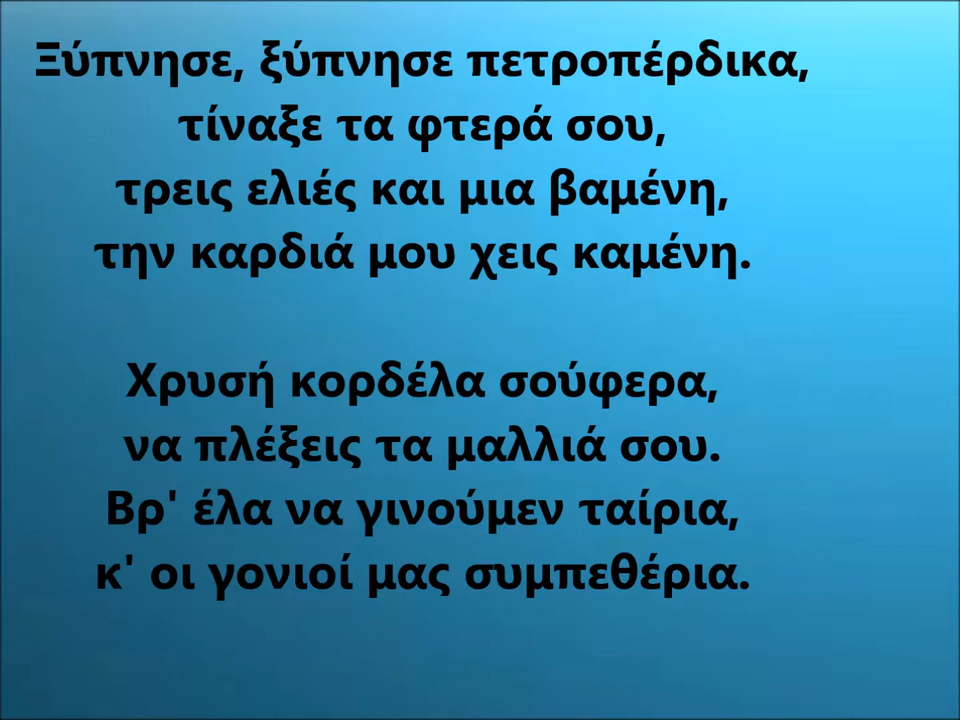 Ξύπνησε, ξύπνησε πετροπέρδικα,
τίναξε τα φτερά σου,
τρεις ελιές και μια βαμένη,
την καρδιά μου χεις καμένη.
Χρυσή κορδέλα σούφερα,
να πλέξεις τα μαλλιά σου.
Βρ' έλα να γινούμεν ταίρια,
κ' οι γονιοί μας συμπεθέρια.